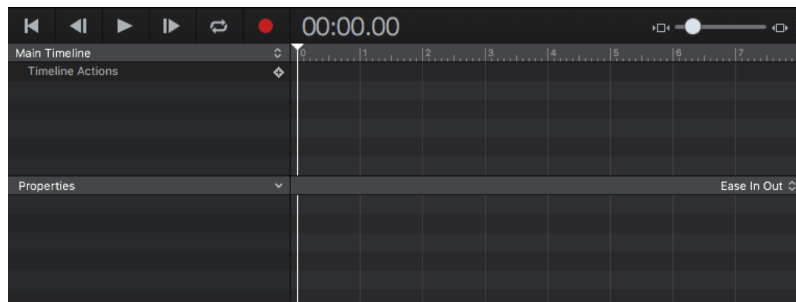 00:00.00
Main Timeline
0 1 2 3 4 5 6 7
Timeline Actions
Properties Ease In Out